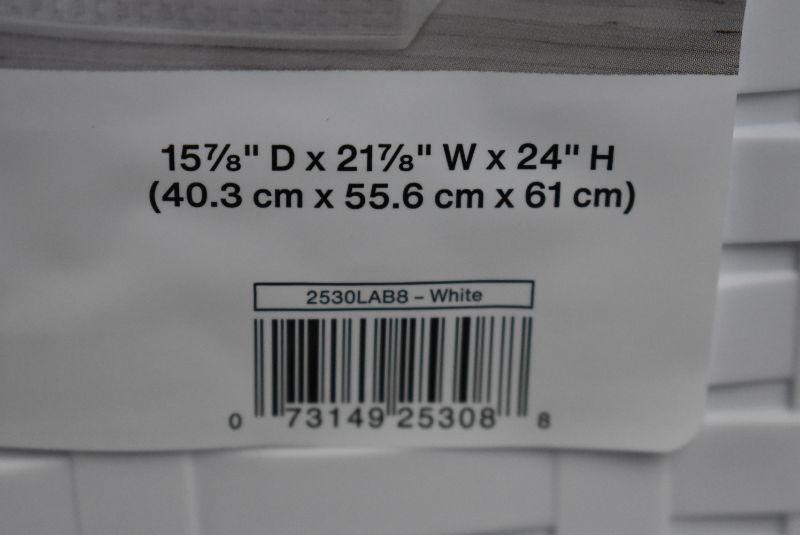 15⅞" D x 21⅞" W x 24" H
(40.3 cm x 55.6 cm x 61 cm)
2530LAB8 – White
0 73149 25308 8